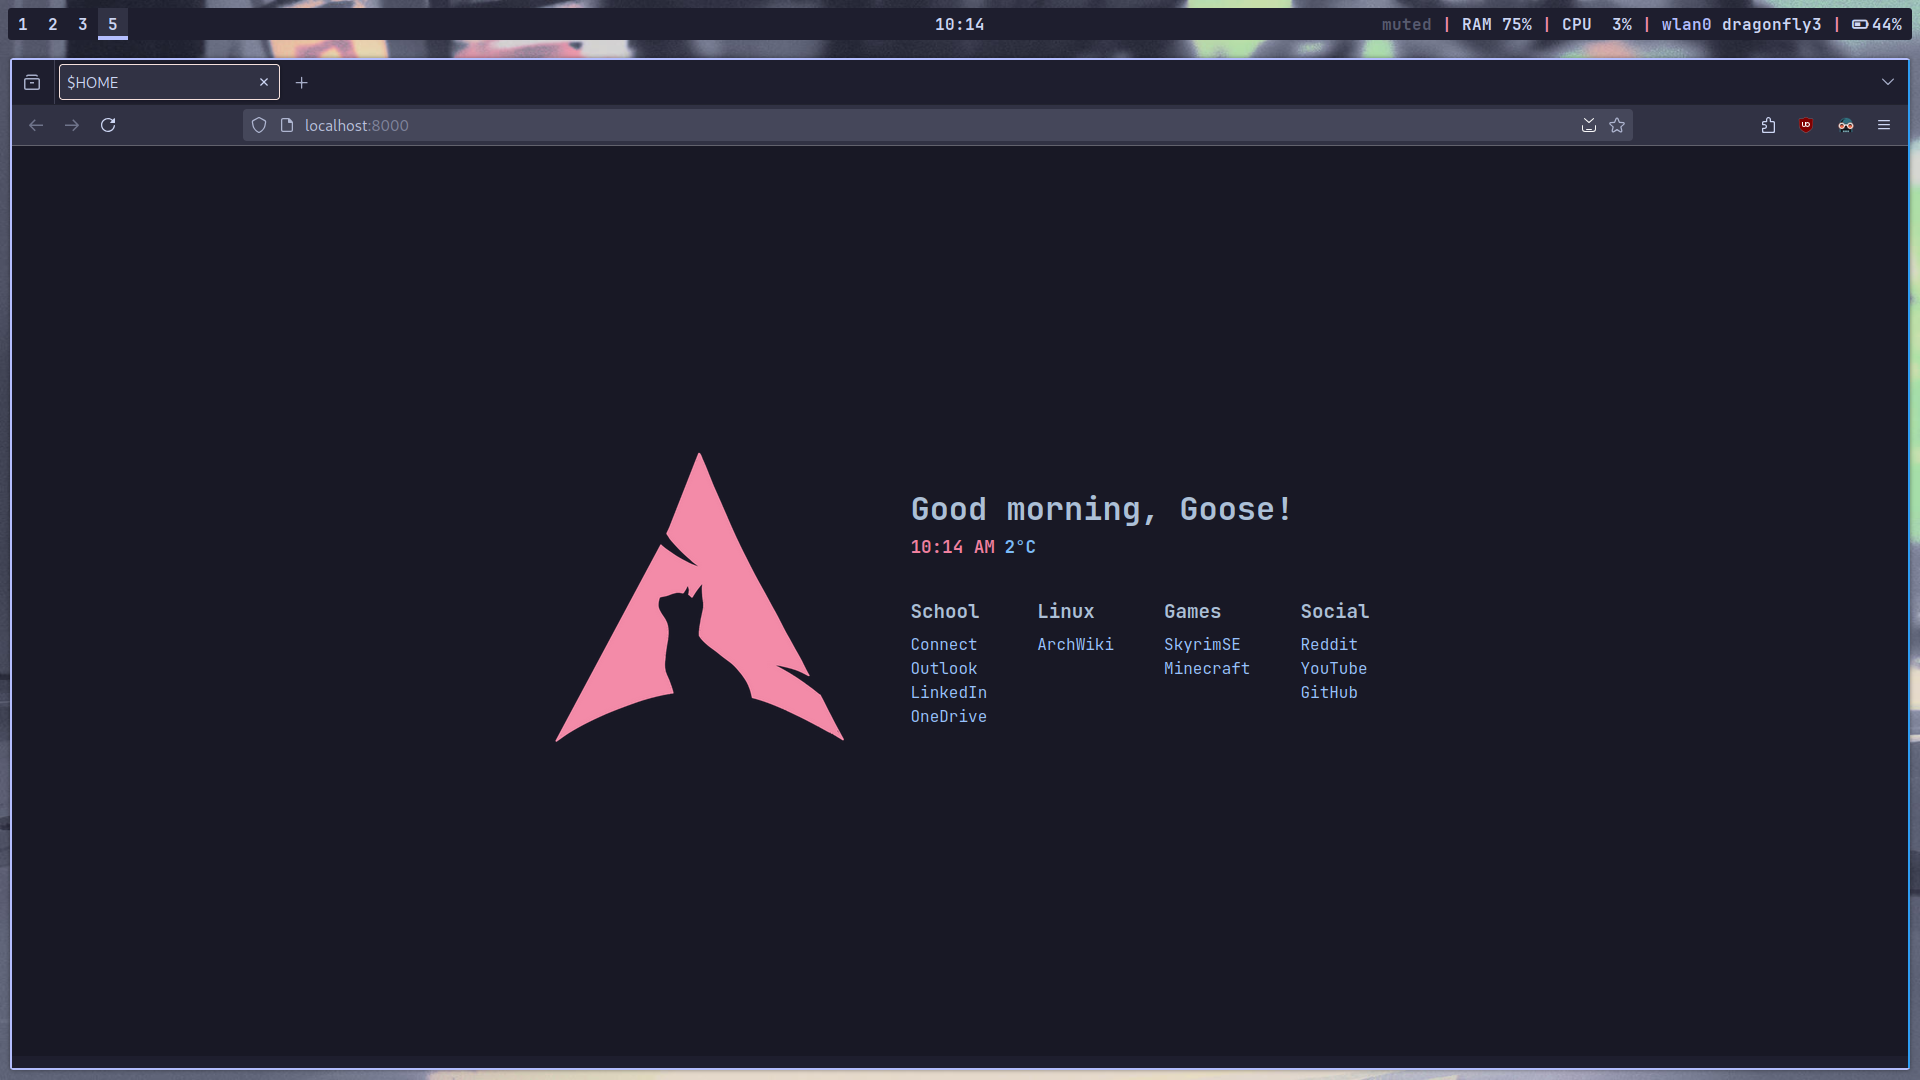 1 2 3 5
10:14
muted | RAM 75% | CPU 3% | wlan0 dragonfly3 | 44%
$HOME
localhost:8000
Good morning, Goose!
10:14 AM 2°C
School
Connect
Outlook
LinkedIn
OneDrive
Linux
ArchWiki
Games
SkyrimSE
Minecraft
Social
Reddit
YouTube
GitHub